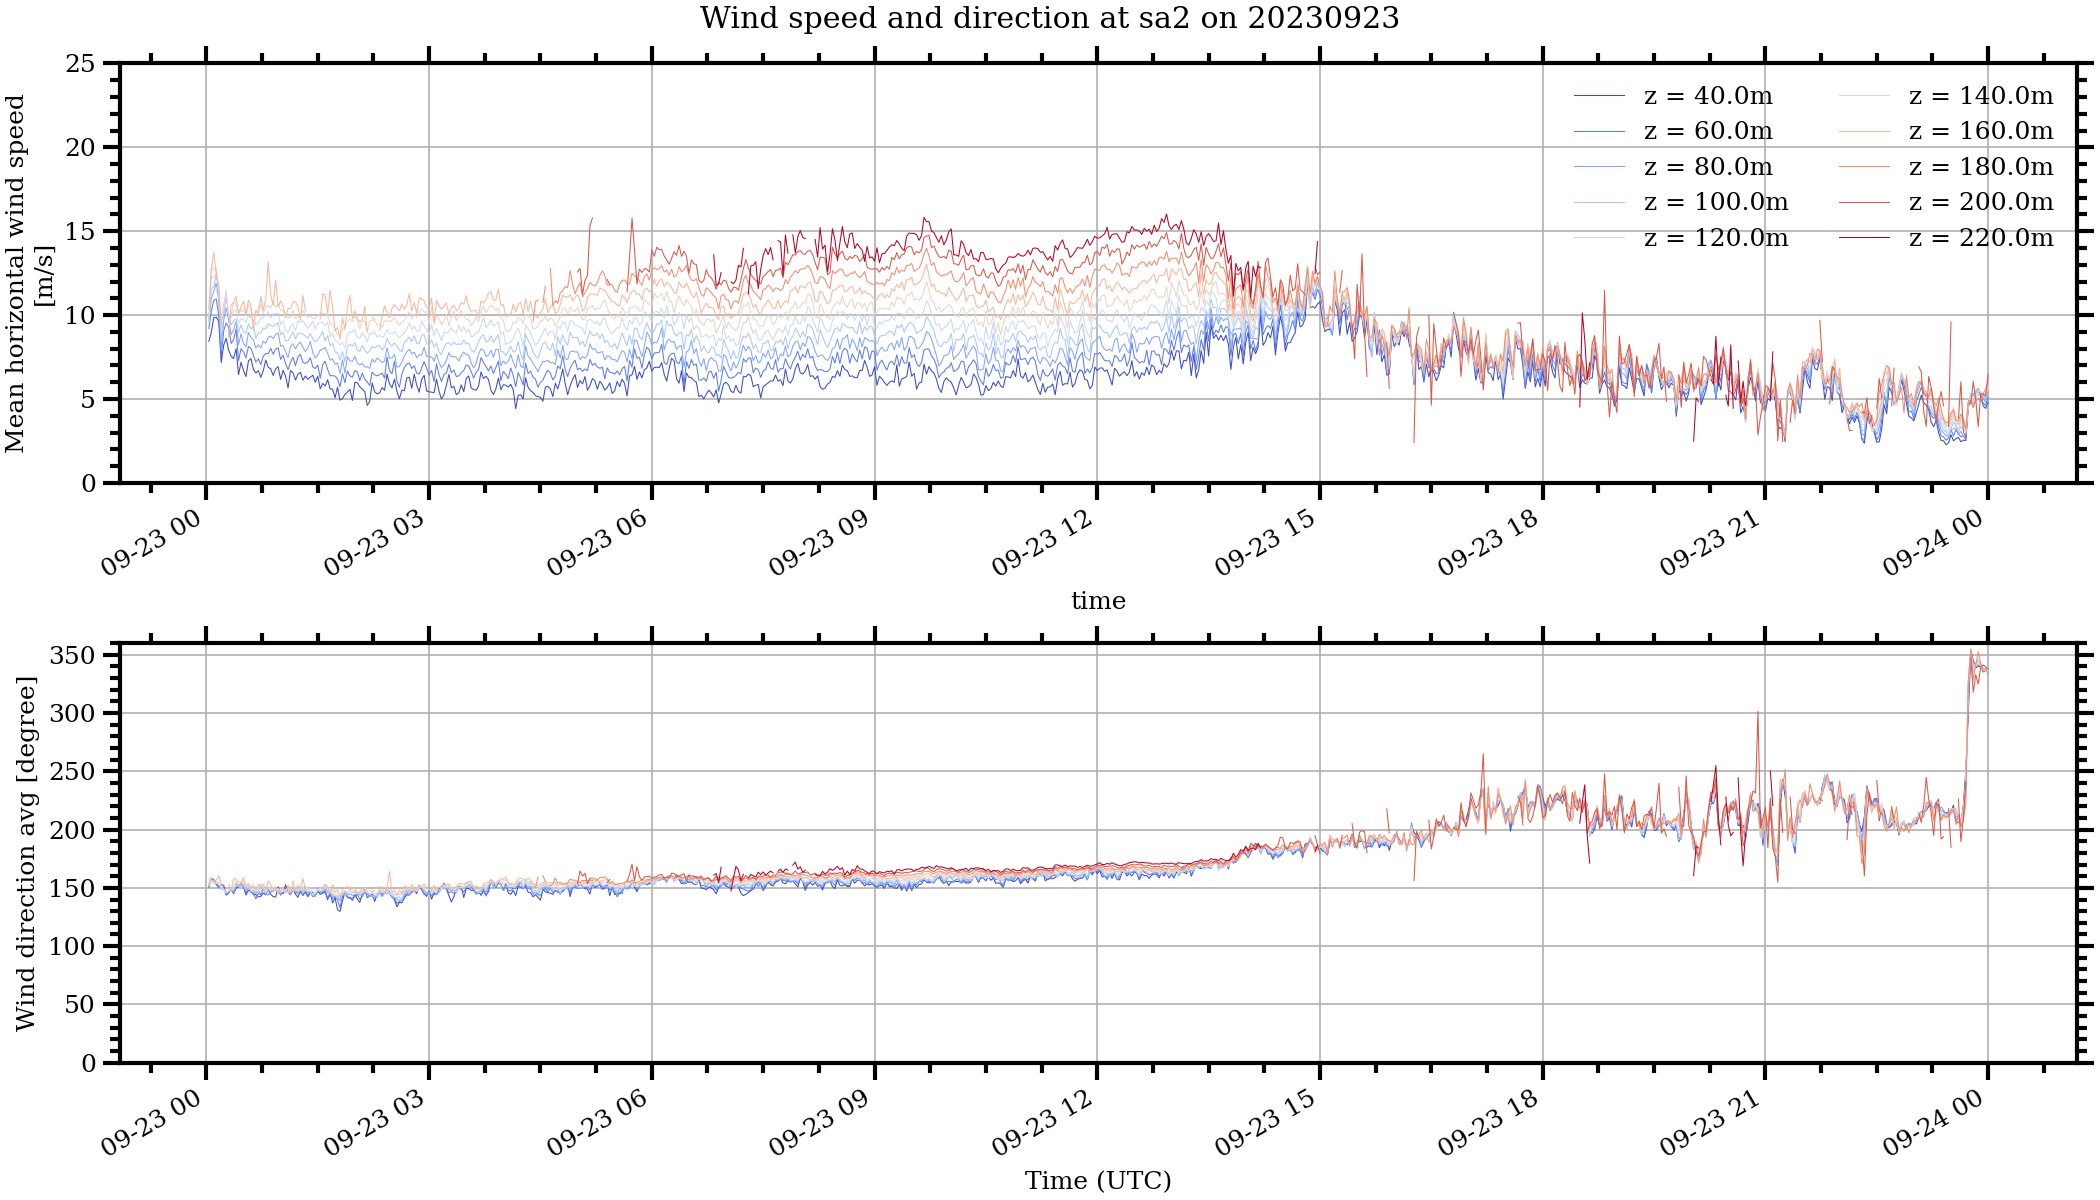 Wind speed and direction at sa2 on 20230923
Mean horizontal wind speed
[m/s]
25
20
15
10
5
0
z = 40.0m
z = 60.0m
z = 80.0m
z = 100.0m
z = 120.0m
z = 140.0m
z = 160.0m
z = 180.0m
z = 200.0m
z = 220.0m
09-23 00
09-23 03
09-23 06
09-23 09
09-23 12
09-23 15
09-23 18
09-23 21
09-24 00
time
Wind direction avg [degree]
350
300
250
200
150
100
50
0
09-23 00
09-23 03
09-23 06
09-23 09
09-23 12
09-23 15
09-23 18
09-23 21
09-24 00
Time (UTC)